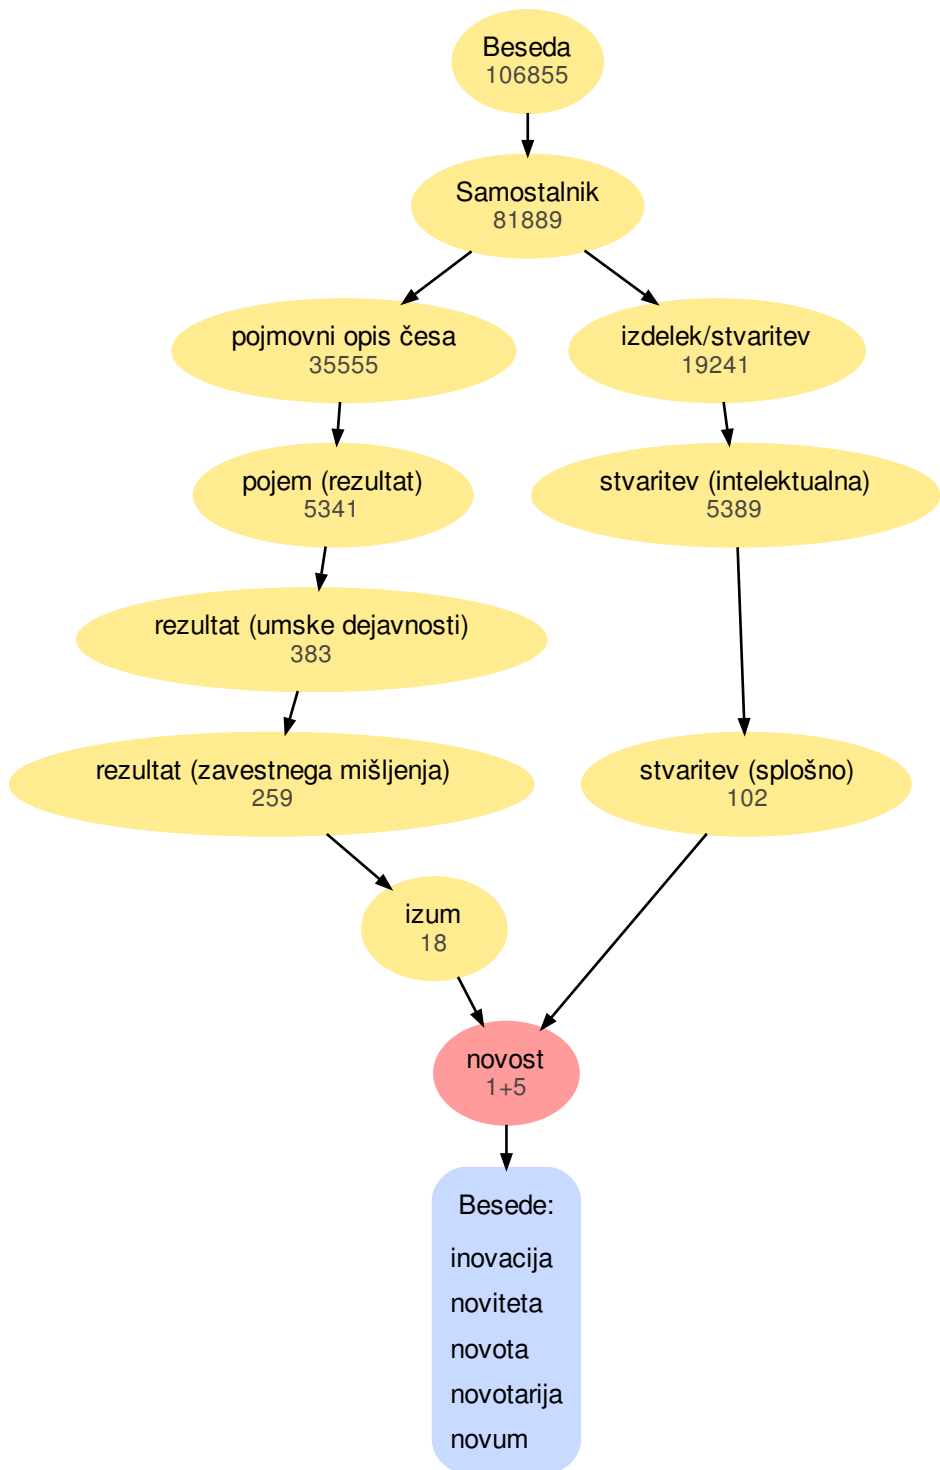 Beseda
106855
Samostalnik
81889
pojmovni opis česa
35555
izdelek/stvaritev
19241
pojem (rezultat)
5341
stvaritev (intelektualna)
5389
rezultat (umske dejavnosti)
383
rezultat (zavestnega mišljenja)
259
stvaritev (splošno)
102
izum
18
novost
1+5
Besede:
inovacija
noviteta
novota
novotarija
novum